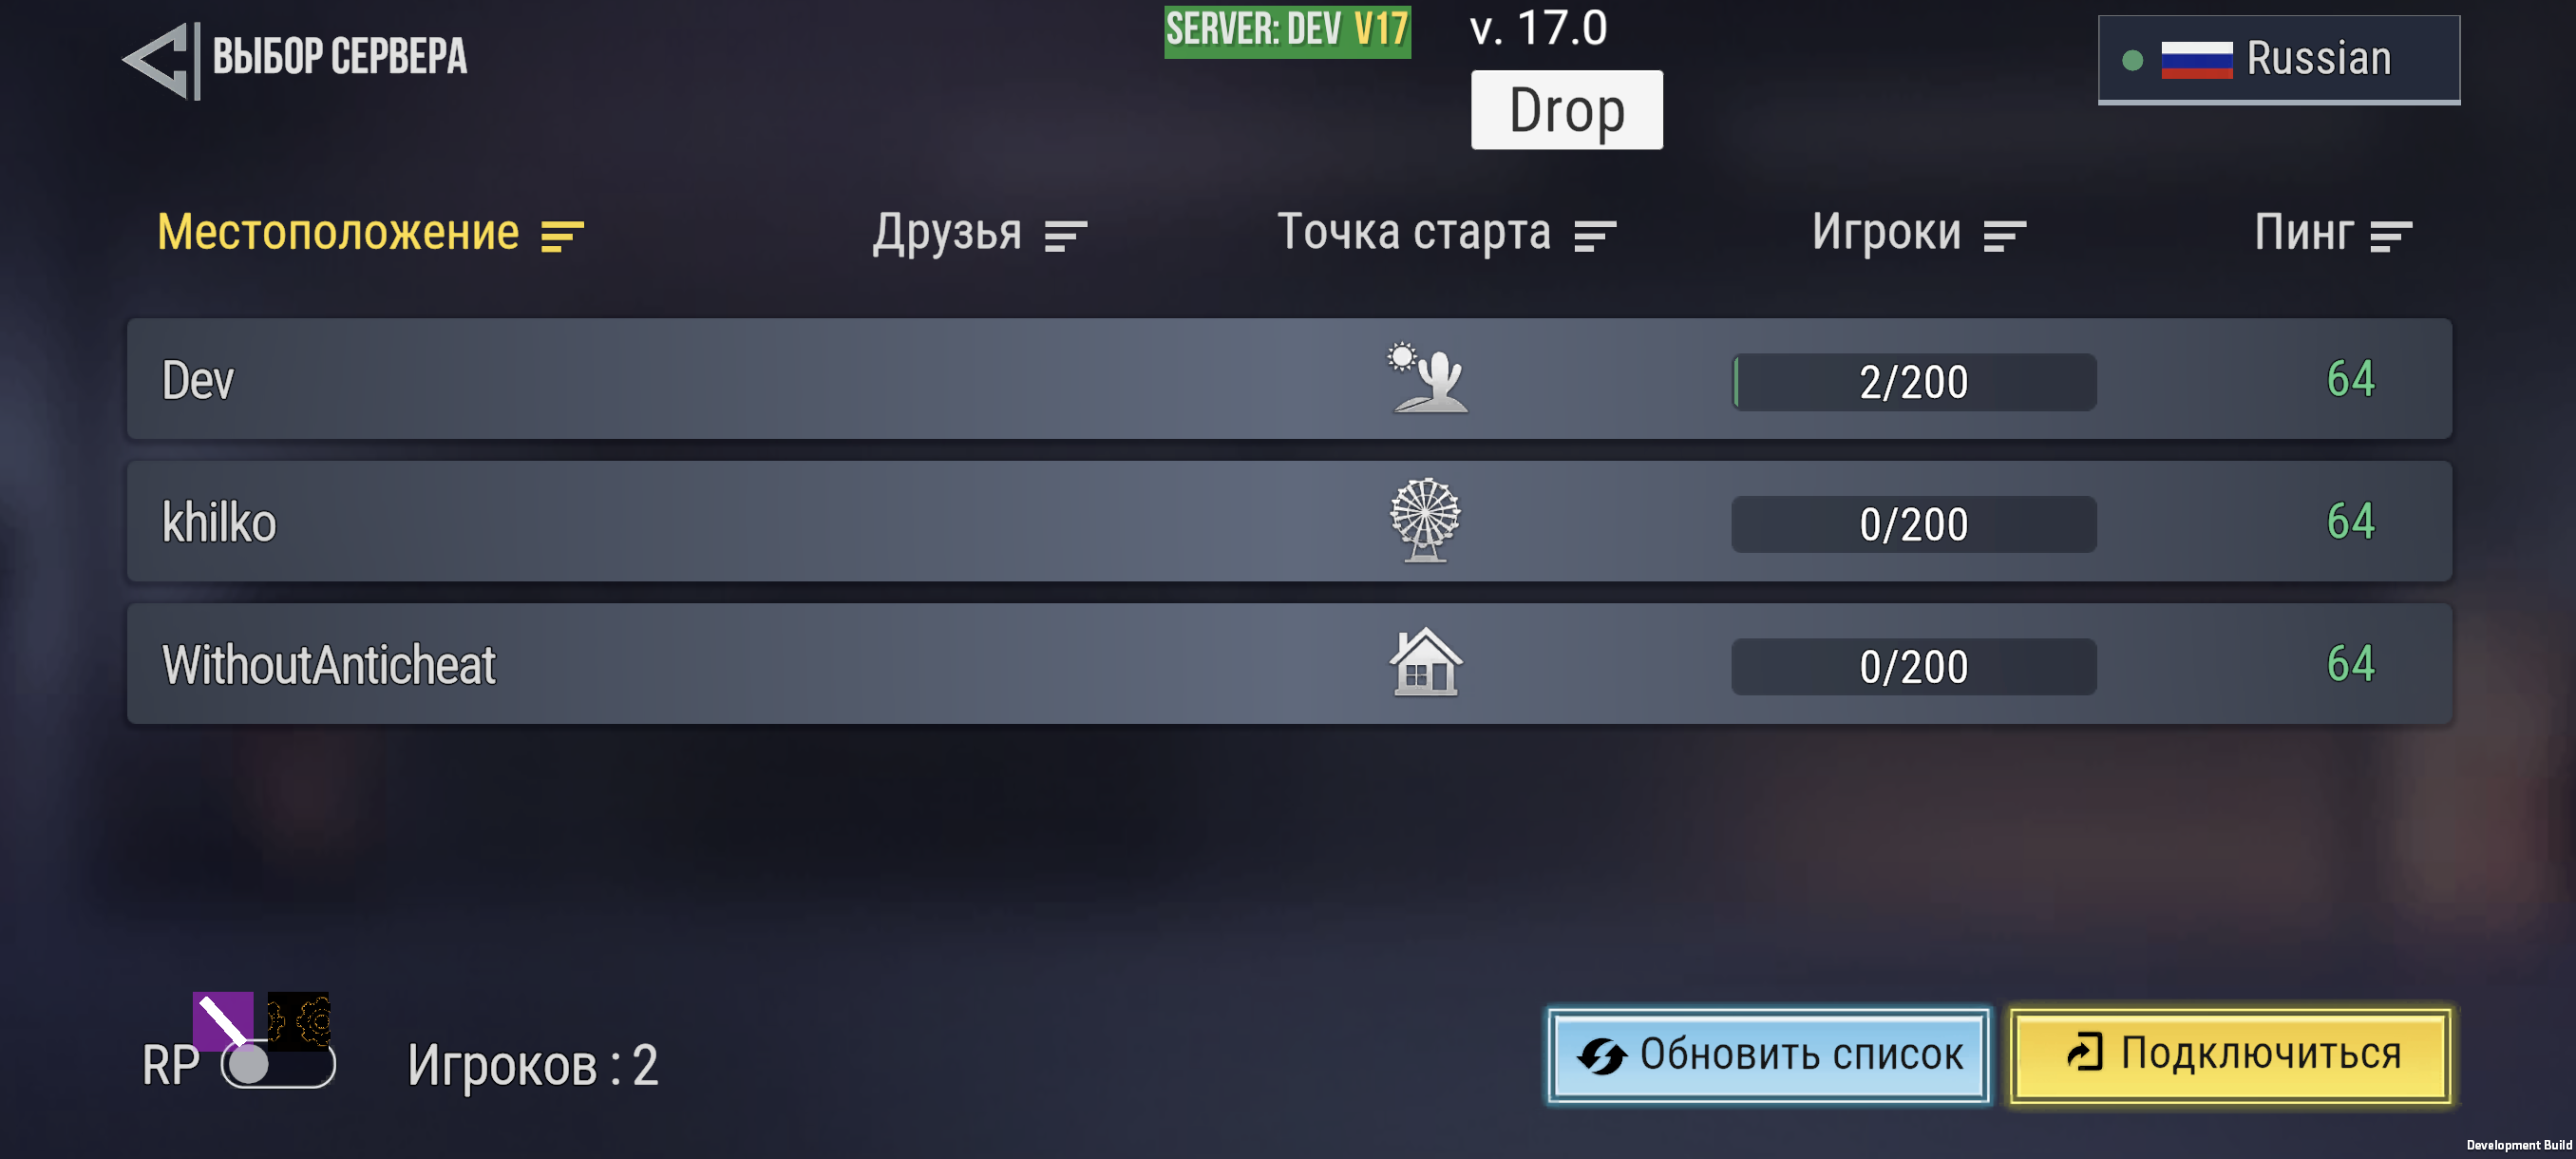 ВЫБОР СЕРВЕРА
SERVER: DEV V17
v. 17.0
Drop
Russian
Местоположение
Друзья
Точка старта
Игроки
Пинг
Dev
2/200
64
khilko
0/200
64
WithoutAnticheat
0/200
64
RP
Игроков : 2
Обновить список
Подключиться
Development Build